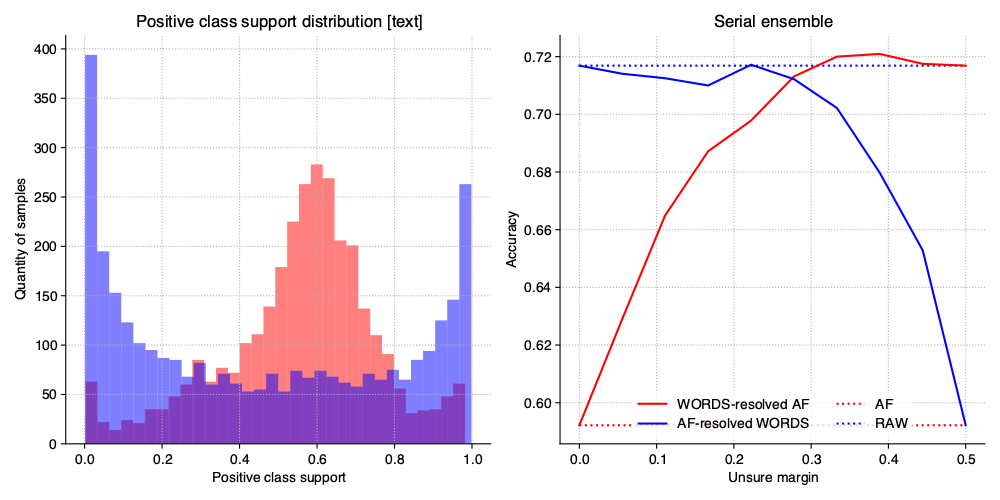 Positive class support distribution [text]
400
350
300
250
200
150
100
50
0
Quantity of samples
0.0 0.2 0.4 0.6 0.8 1.0
Positive class support
Serial ensemble
0.72
0.70
0.68
0.66
0.64
0.62
0.60
Accuracy
WORDS-resolved AF
AF-resolved WORDS
AF
RAW
0.0 0.1 0.2 0.3 0.4 0.5
Unsure margin